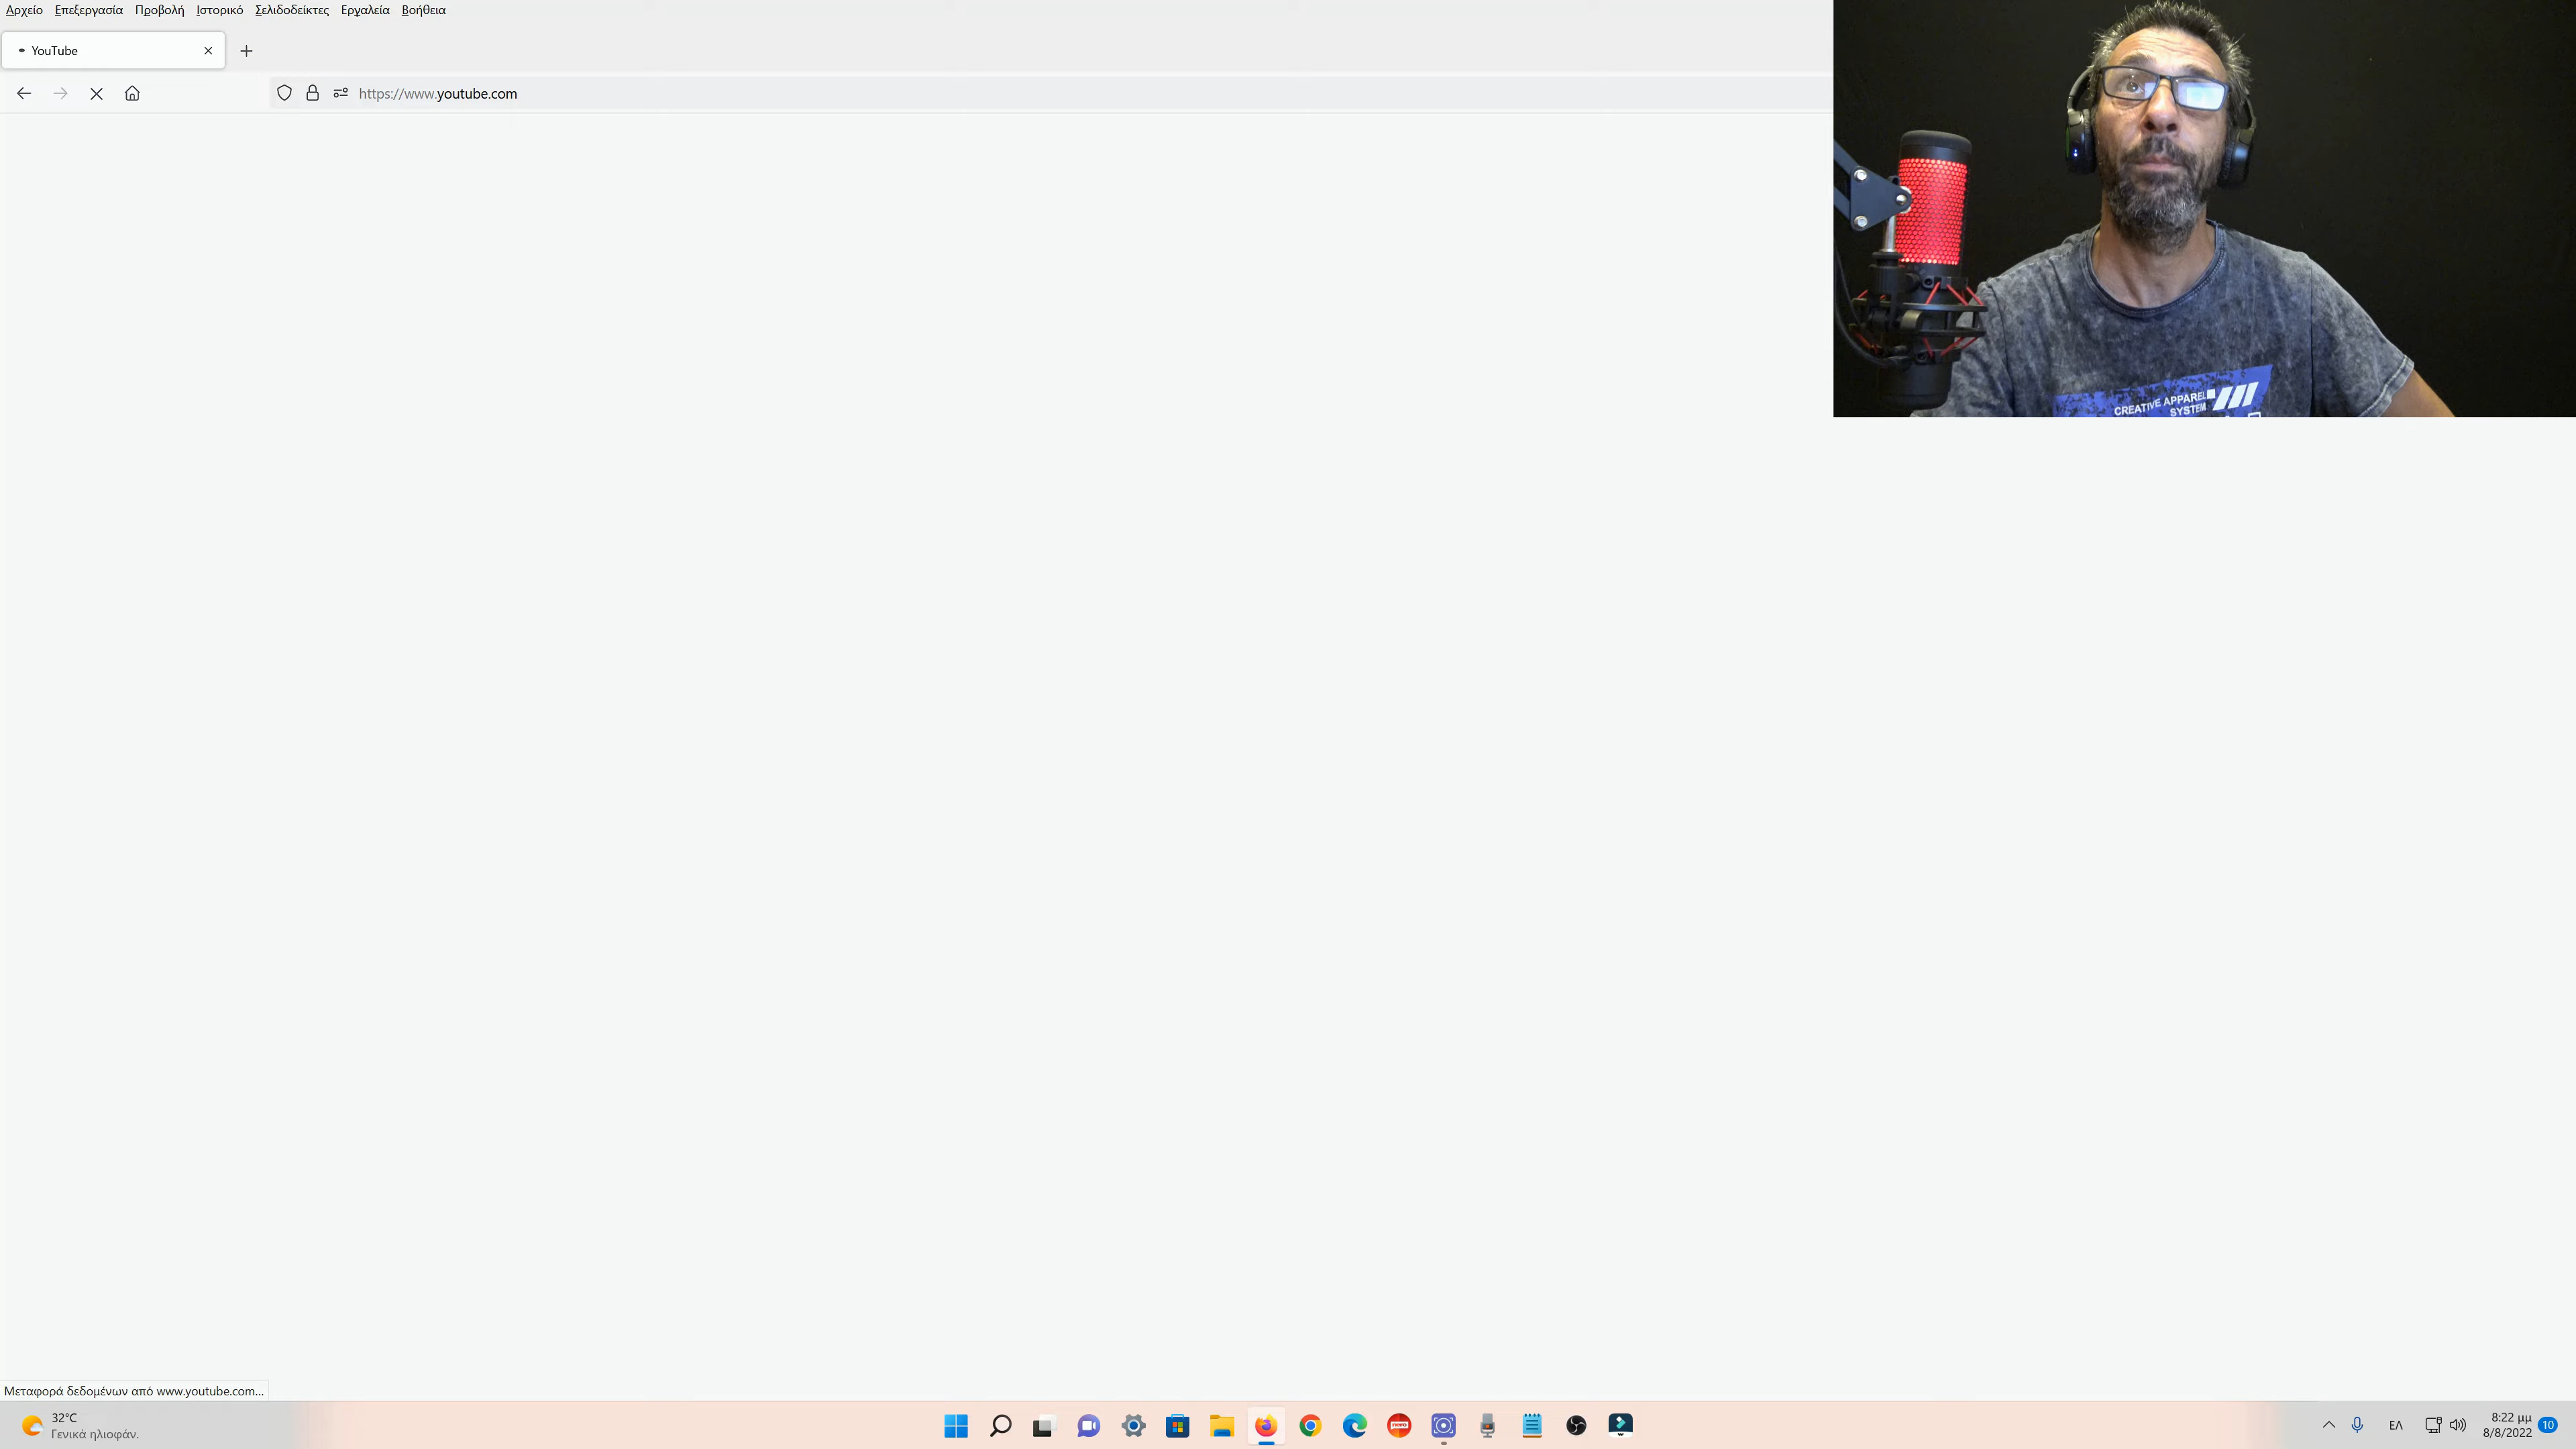 Αρχείο Επεξεργασία Προβολή Ιστορικό Σελιδοδείκτες Εργαλεία Βοήθεια
YouTube
https://www.youtube.com
CREATIVE APPAREL
SYSTEM
Μεταφορά δεδομένων από www.youtube.com...
32°C
Γενικά ηλιοφάν.
ΕΛ
8:22 μμ
8/8/2022
10